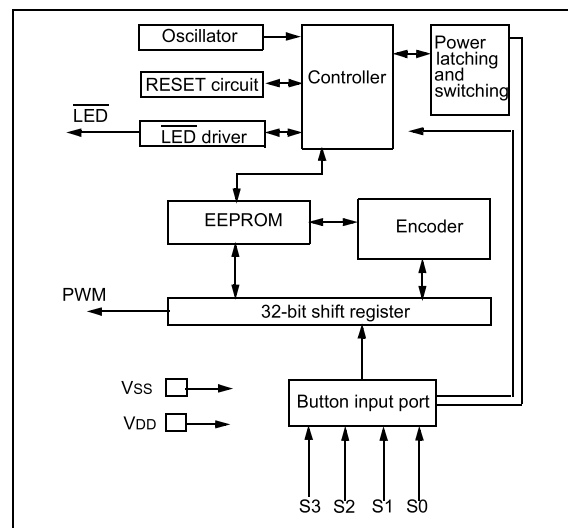 Oscillator
RESET circuit
Controller
Power
latching
and
switching
LED
LED driver
EEPROM
Encoder
PWM
32-bit shift register
VSS
VDD
Button input port
S3 S2 S1 S0